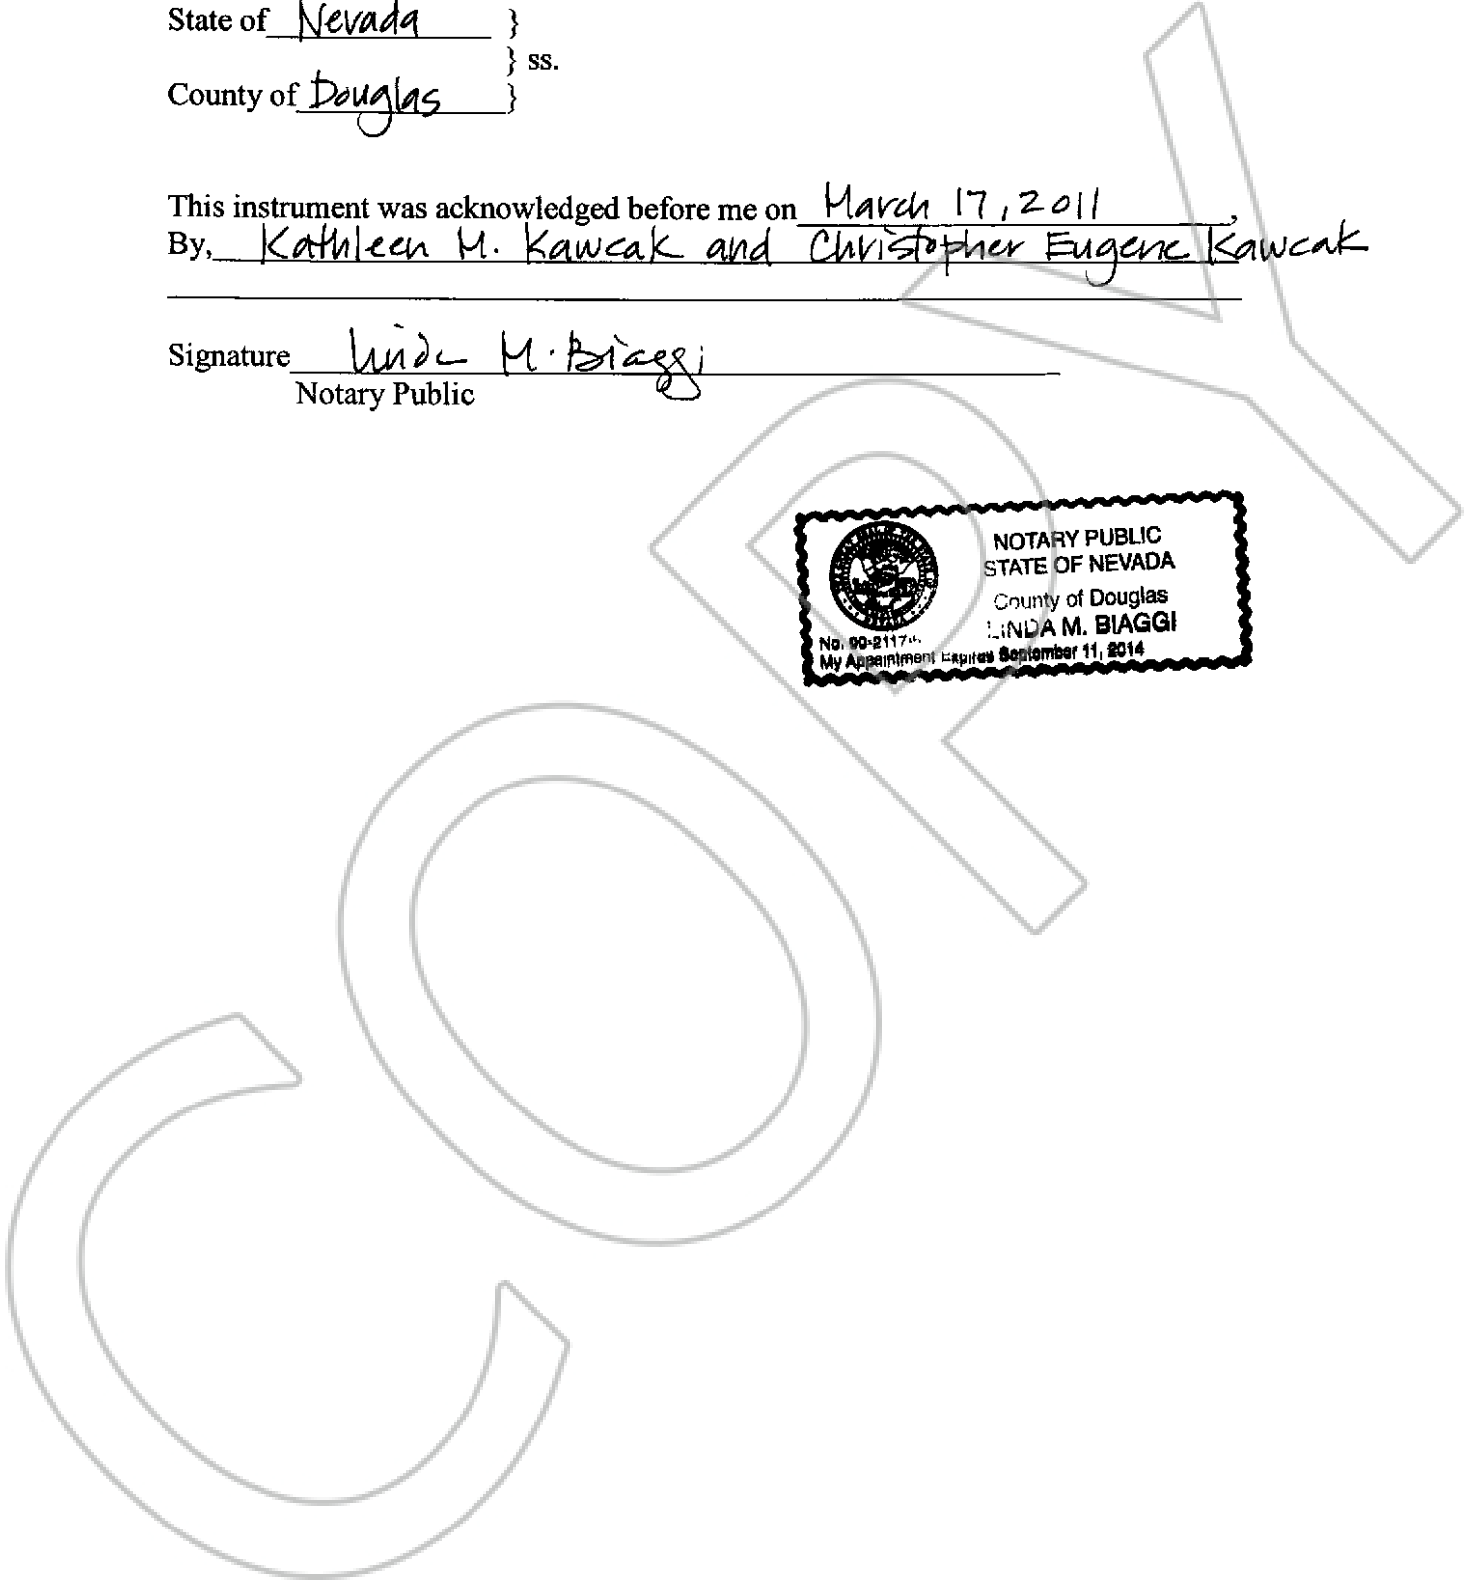 State of Nevada }
} ss.
County of Douglas }
This instrument was acknowledged before me on March 17, 2011,
By, Kathleen M. Kawcak and Christopher Eugene Kawcak
Signature Linda M. Biaggi
Notary Public
NOTARY PUBLIC
STATE OF NEVADA
County of Douglas
LINDA M. BIAGGI
No.
My Appointment Expires September 11, 2014
COPY